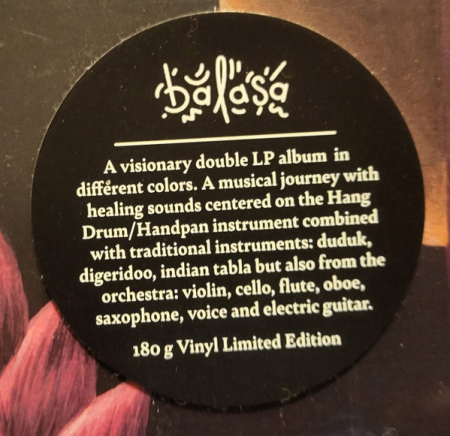 balasa
A visionary double LP album in
different colors. A musical journey with
healing sounds centered on the Hang
Drum/Handpan instrument combined
with traditional instruments: duduk,
digeridoo, indian tabla but also from the
orchestra: violin, cello, flute, oboe,
saxophone, voice and electric guitar.
180 g Vinyl Limited Edition